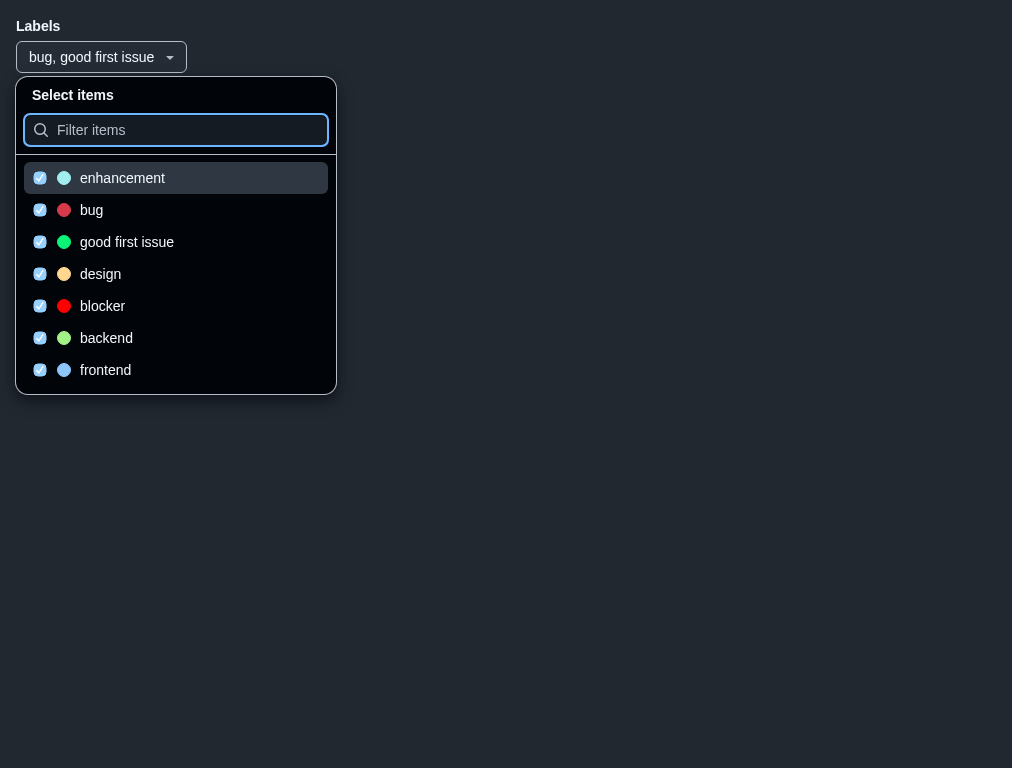 Labels
bug, good first issue
Select items
Filter items
enhancement
bug
good first issue
design
blocker
backend
frontend